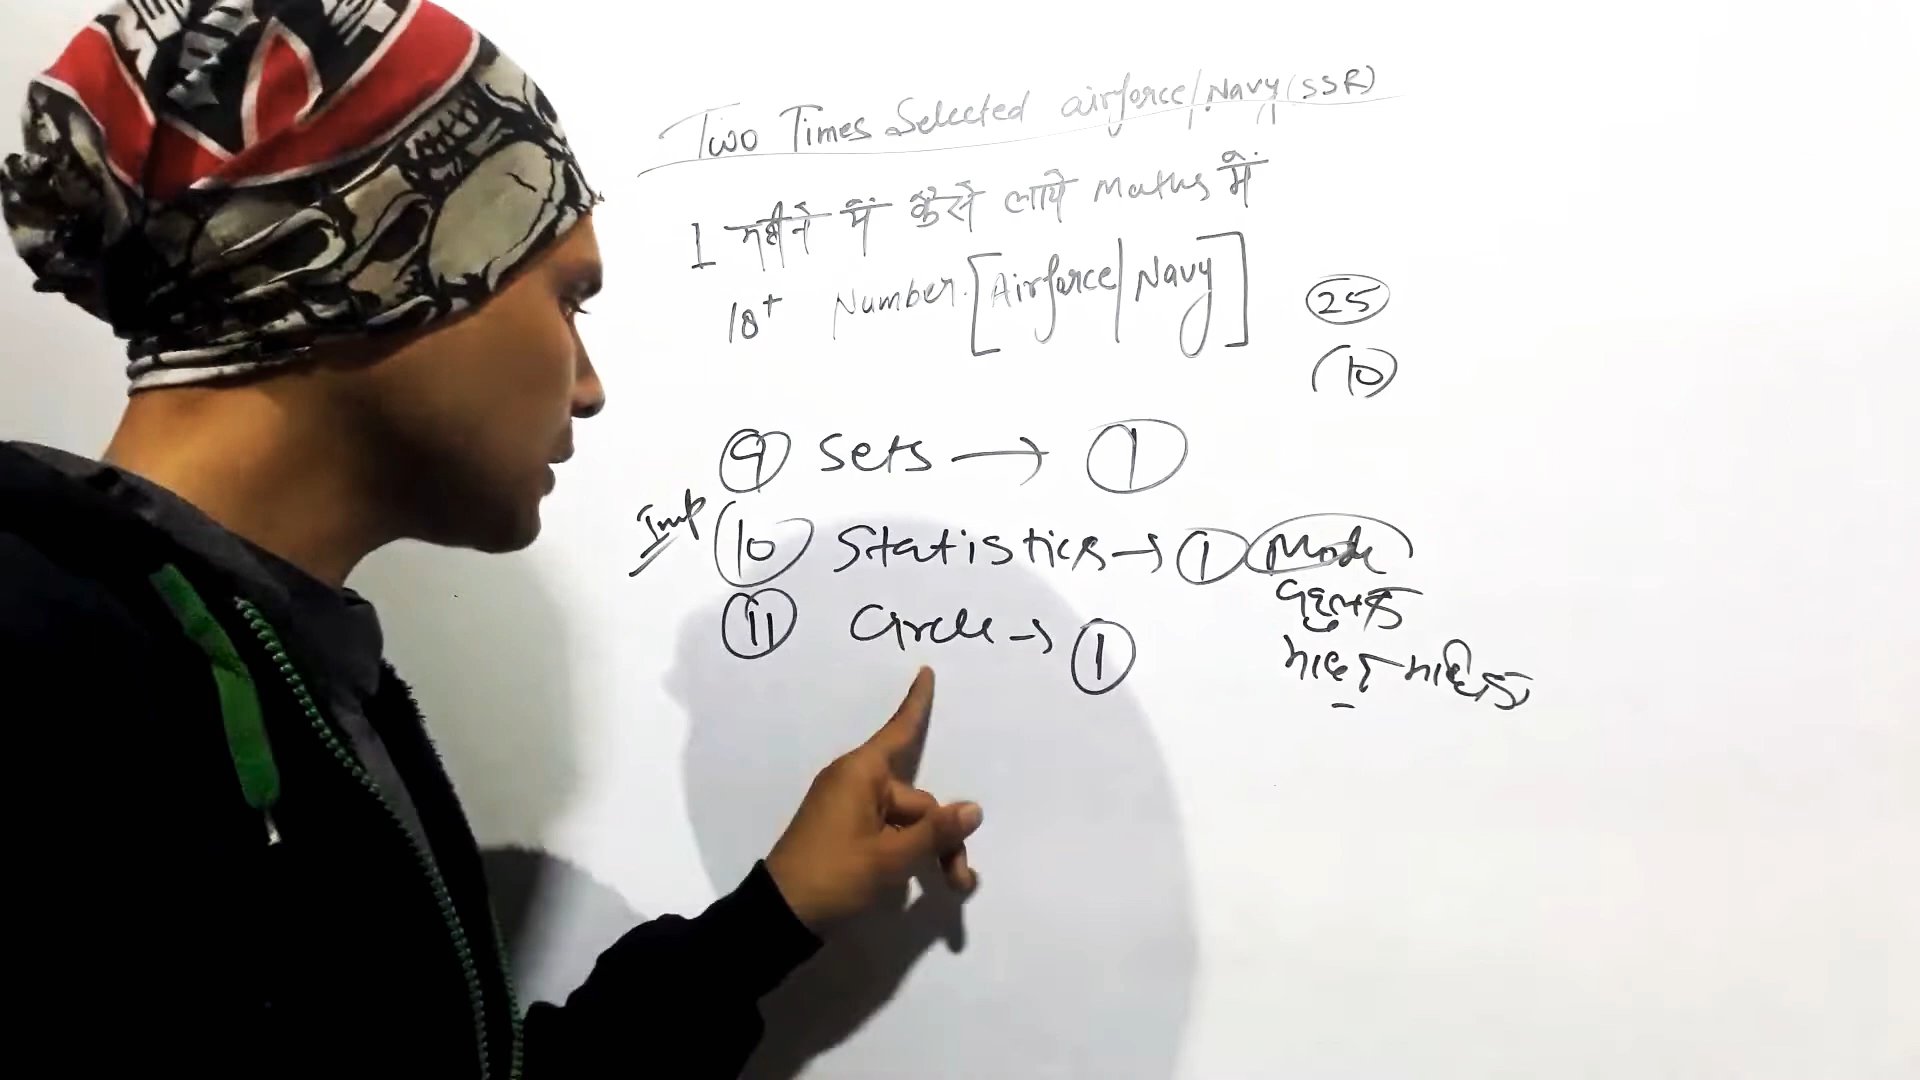 Two Times Selected airforce/Navy (SSR)
1 महीने में कैसे लाये Maths में
18+ Number [Airforce/Navy]
25
10
9 Sets → 1
Imp 10 Statistics → 1 Mode
11 Circle → 1